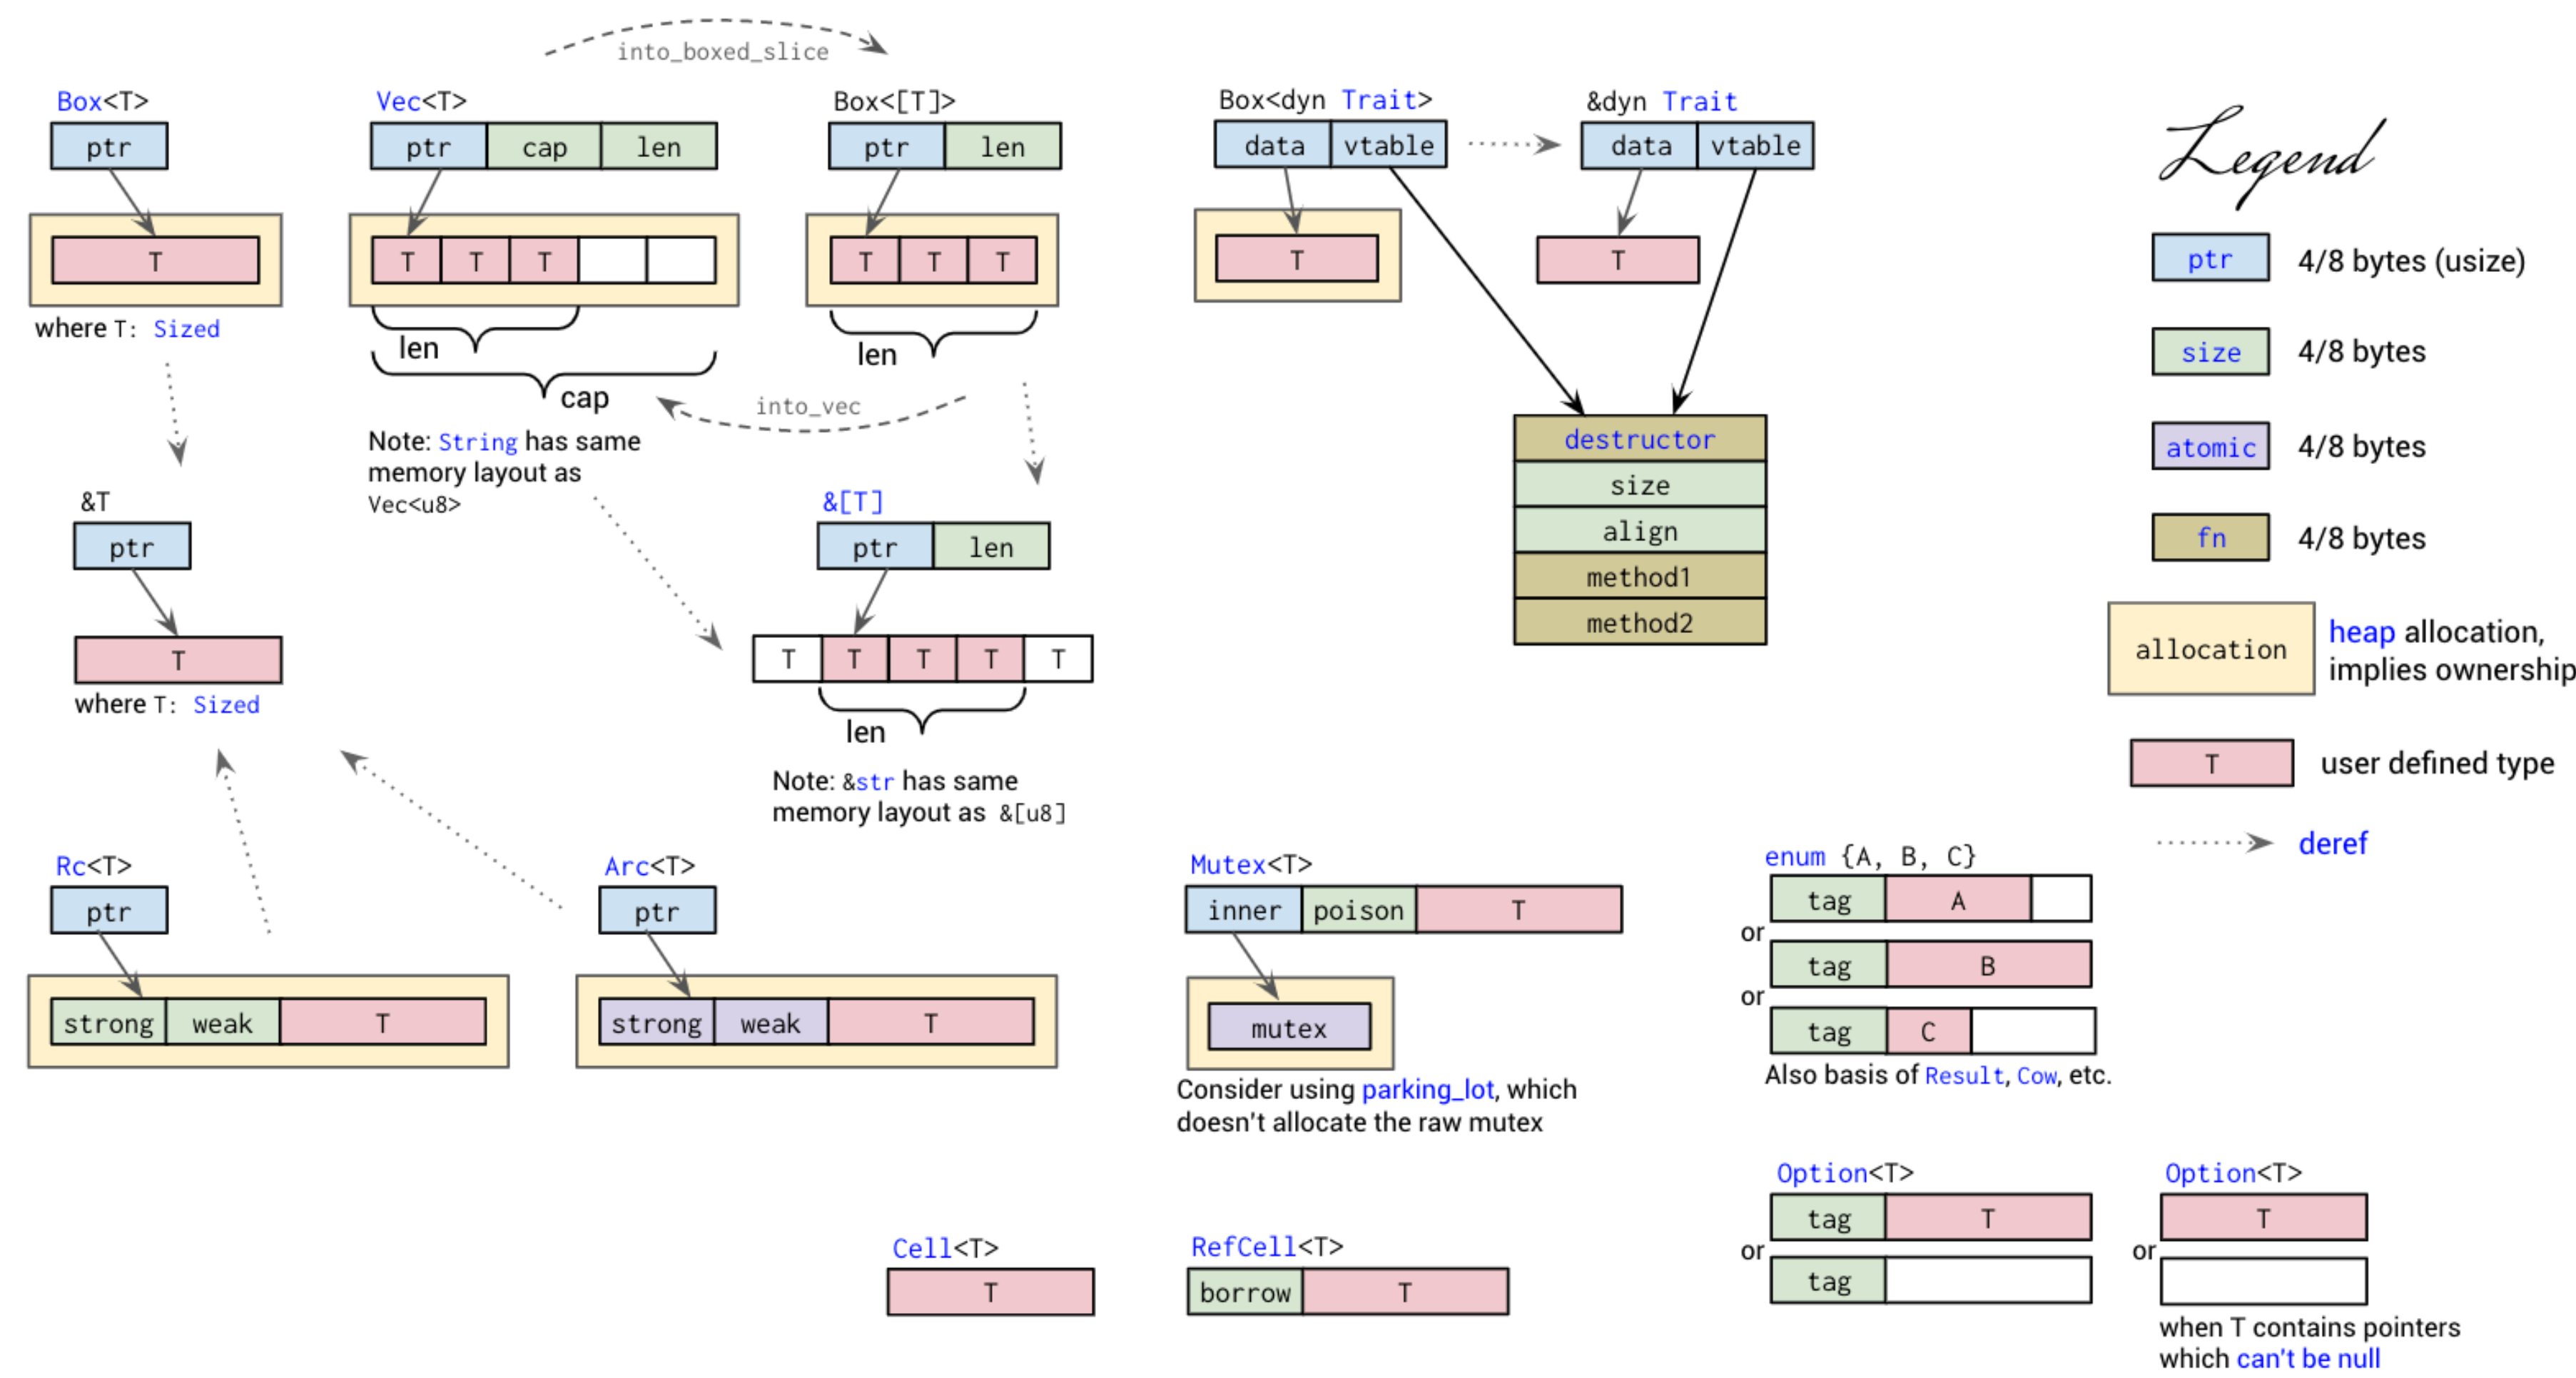 into_boxed_slice
Box<T>
ptr
T
where T: Sized
Vec<T>
ptr cap len
T T T
len
cap
Note: String has same
memory layout as
Vec<u8>
Box<[T]>
ptr len
T T T
len
into_vec
&T
ptr
T
where T: Sized
&[T]
ptr len
T T T T T
len
Note: &str has same
memory layout as &[u8]
Rc<T>
ptr
strong weak T
Arc<T>
ptr
strong weak T
Box<dyn Trait>
data vtable
T
&dyn Trait
data vtable
T
destructor
size
align
method1
method2
Legend
ptr 4/8 bytes (usize)
size 4/8 bytes
atomic 4/8 bytes
fn 4/8 bytes
allocation
heap allocation,
implies ownership
T user defined type
deref
Mutex<T>
inner poison T
mutex
Consider using parking_lot, which
doesn't allocate the raw mutex
enum {A, B, C}
tag A
or
tag B
or
tag C
Also basis of Result, Cow, etc.
Cell<T>
T
RefCell<T>
borrow T
Option<T>
tag T
or
tag
Option<T>
T
or
when T contains pointers
which can't be null